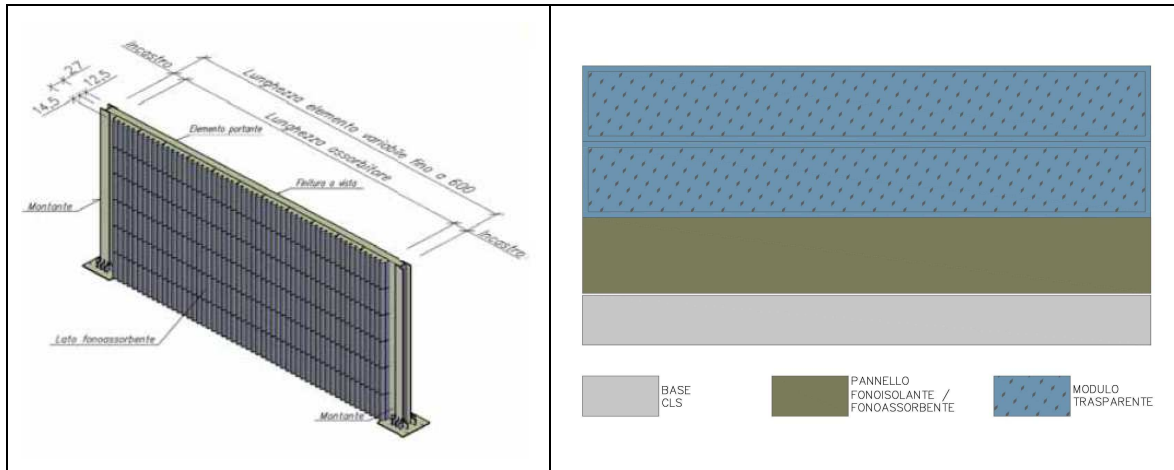 Incastro
Lunghezza elemento variabile fino a 600
Lunghezza assorbitore
27
12,5
14,5
Elemento portante
Finitura a vista
Montante
Incastro
Lato fonoassorbente
Montante
BASE
CLS
PANNELLO
FONOISOLANTE /
FONOASSORBENTE
MODULO
TRASPARENTE